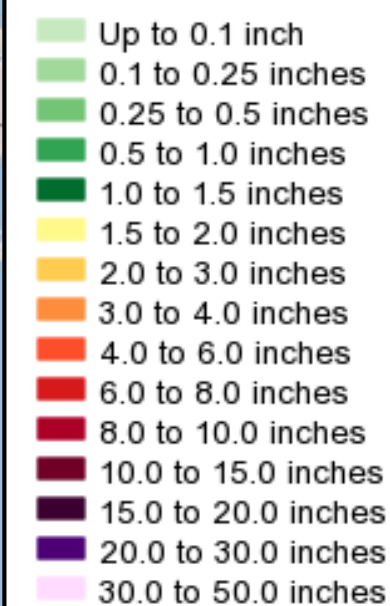 Up to 0.1 inch
0.1 to 0.25 inches
0.25 to 0.5 inches
0.5 to 1.0 inches
1.0 to 1.5 inches
1.5 to 2.0 inches
2.0 to 3.0 inches
3.0 to 4.0 inches
4.0 to 6.0 inches
6.0 to 8.0 inches
8.0 to 10.0 inches
10.0 to 15.0 inches
15.0 to 20.0 inches
20.0 to 30.0 inches
30.0 to 50.0 inches